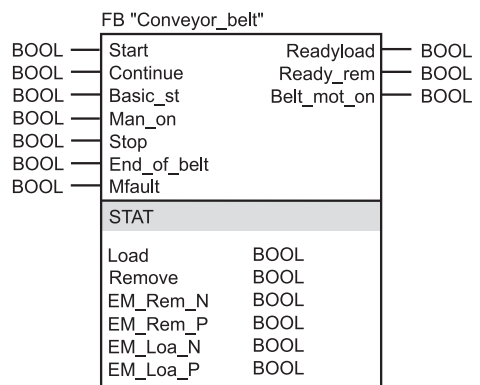 FB "Conveyor_belt"
BOOL Start Readyload BOOL
BOOL Continue Ready_rem BOOL
BOOL Basic_st Belt_mot_on BOOL
BOOL Man_on
BOOL Stop
BOOL End_of_belt
BOOL Mfault
STAT
Load BOOL
Remove BOOL
EM_Rem_N BOOL
EM_Rem_P BOOL
EM_Loa_N BOOL
EM_Loa_P BOOL